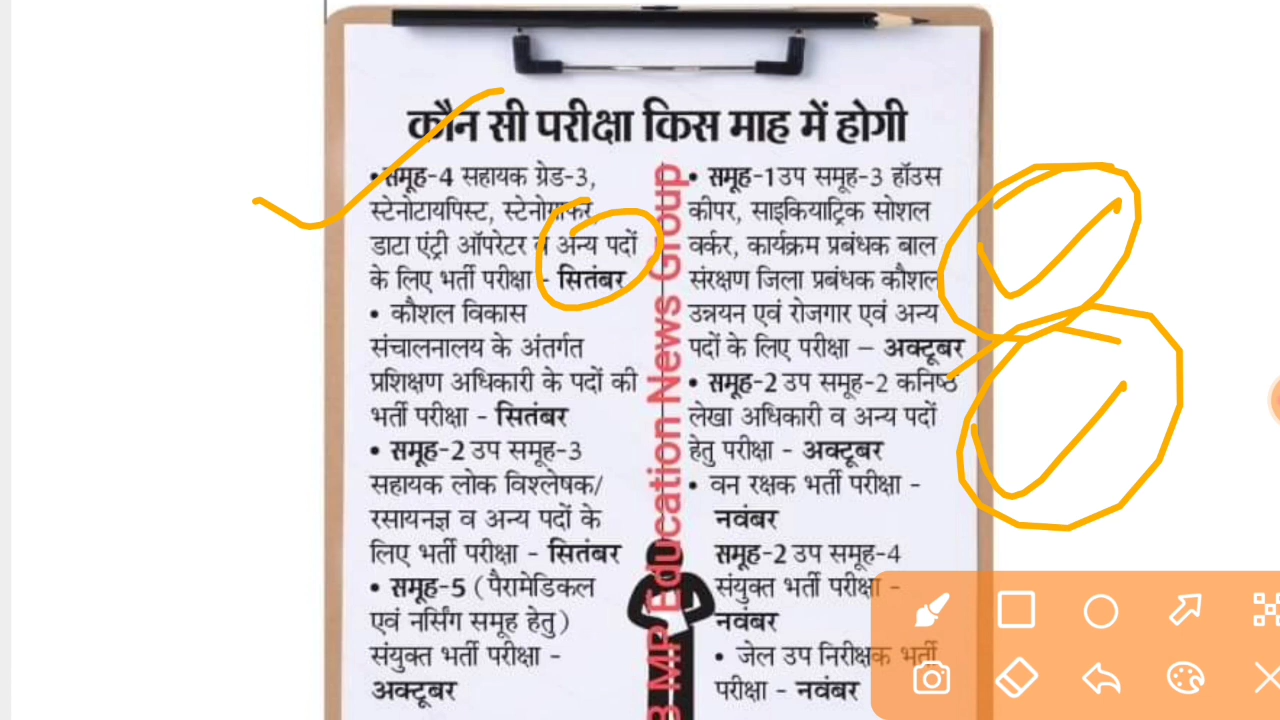 कौन सी परीक्षा किस माह में होगी
•समूह-4 सहायक ग्रेड-3,
स्टेनोटायपिस्ट, स्टेनोग्राफर,
डाटा एंट्री ऑपरेटर व अन्य पदों
के लिए भर्ती परीक्षा - सितंबर
• कौशल विकास
संचालनालय के अंतर्गत
प्रशिक्षण अधिकारी के पदों की
भर्ती परीक्षा - सितंबर
• समूह-2 उप समूह-3
सहायक लोक विश्लेषक/
रसायनज्ञ व अन्य पदों के
लिए भर्ती परीक्षा - सितंबर
• समूह-5 (पैरामेडिकल
एवं नर्सिंग समूह हेतु)
संयुक्त भर्ती परीक्षा -
अक्टूबर
• समूह-1उप समूह-3 हॉउस
कीपर, साइकियाट्रिक सोशल
वर्कर, कार्यक्रम प्रबंधक बाल
संरक्षण जिला प्रबंधक कौशल
उन्नयन एवं रोजगार एवं अन्य
पदों के लिए परीक्षा – अक्टूबर
• समूह-2 उप समूह-2 कनिष्ठ
लेखा अधिकारी व अन्य पदों
हेतु परीक्षा - अक्टूबर
• वन रक्षक भर्ती परीक्षा -
नवंबर
समूह-2 उप समूह-4
संयुक्त भर्ती परीक्षा -
नवंबर
• जेल उप निरीक्षक भर्ती
परीक्षा - नवंबर
MP Education News Group